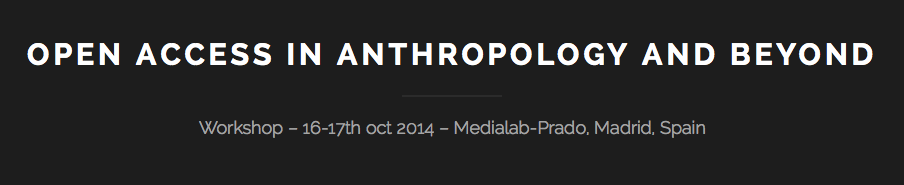 OPEN ACCESS IN ANTHROPOLOGY AND BEYOND
Workshop – 16-17th oct 2014 – Medialab-Prado, Madrid, Spain